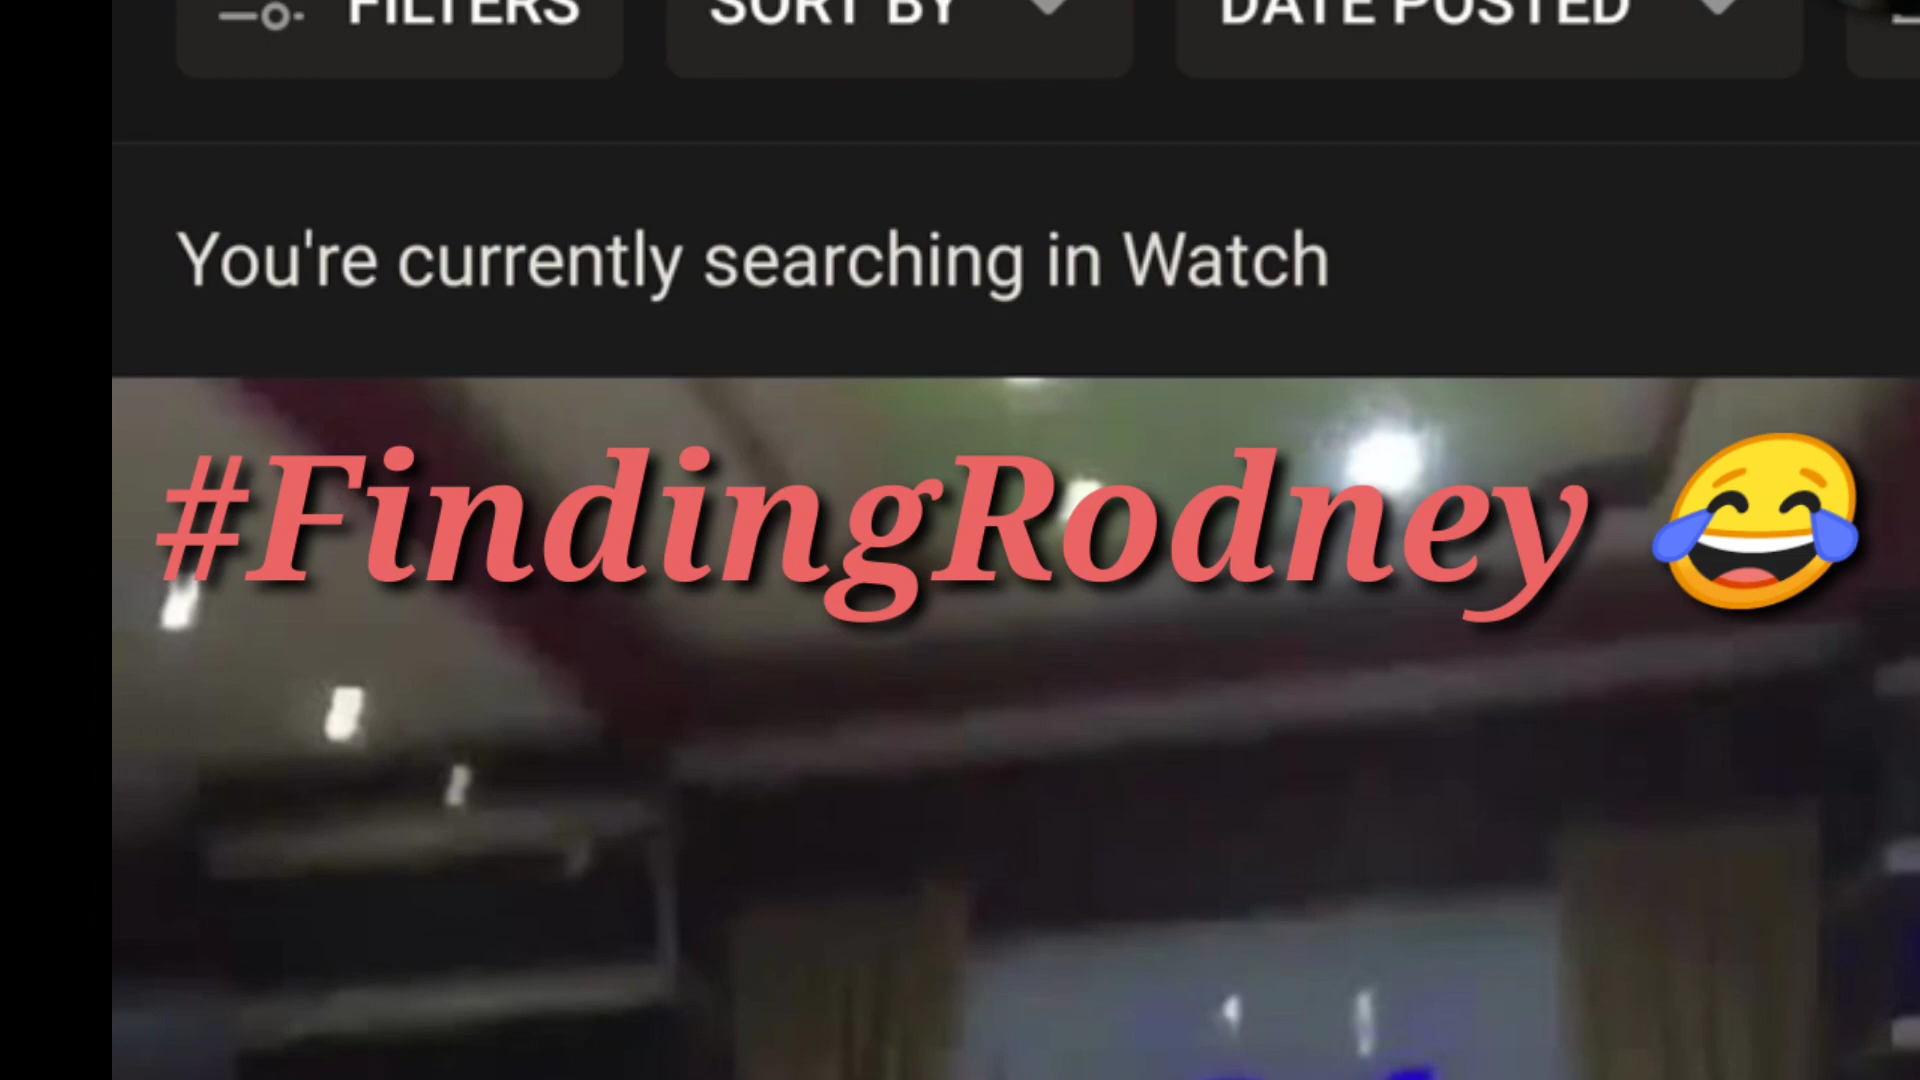 FILTERS SORT BY DATE POSTED
You're currently searching in Watch
#FindingRodney 😂